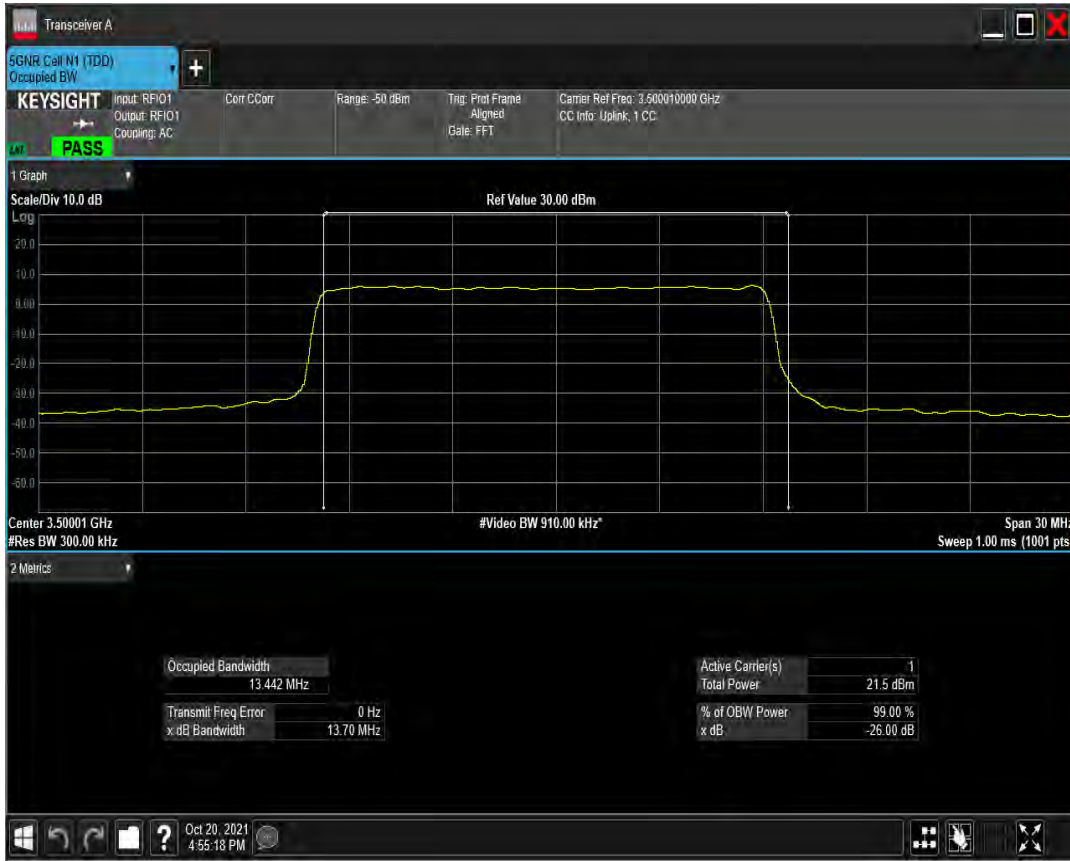 Transceiver A
5GNR Cell N1 (TDD)
Occupied BW
+
KEYSIGHT
PASS
Input: RFIO1
Output: RFIO1
Coupling: AC
Corr CCorr
Range: -50 dBm
Trig: Prot Frame
Aligned
Gate: FFT
Carrier Ref Freq: 3.500010000 GHz
CC Info: Uplink, 1 CC
1 Graph
Scale/Div 10.0 dB
Ref Value 30.00 dBm
Log
20.0
10.0
0.00
-10.0
-20.0
-30.0
-40.0
-50.0
-60.0
Center 3.50001 GHz
#Video BW 910.00 kHz*
Span 30 MHz
#Res BW 300.00 kHz
Sweep 1.00 ms (1001 pts
2 Metrics
Occupied Bandwidth
13.442 MHz
Transmit Freq Error 0 Hz
x dB Bandwidth 13.70 MHz
Active Carrier(s) 1
Total Power 21.5 dBm
% of OBW Power 99.00 %
x dB -26.00 dB
?
Oct 20, 2021
4:55:18 PM